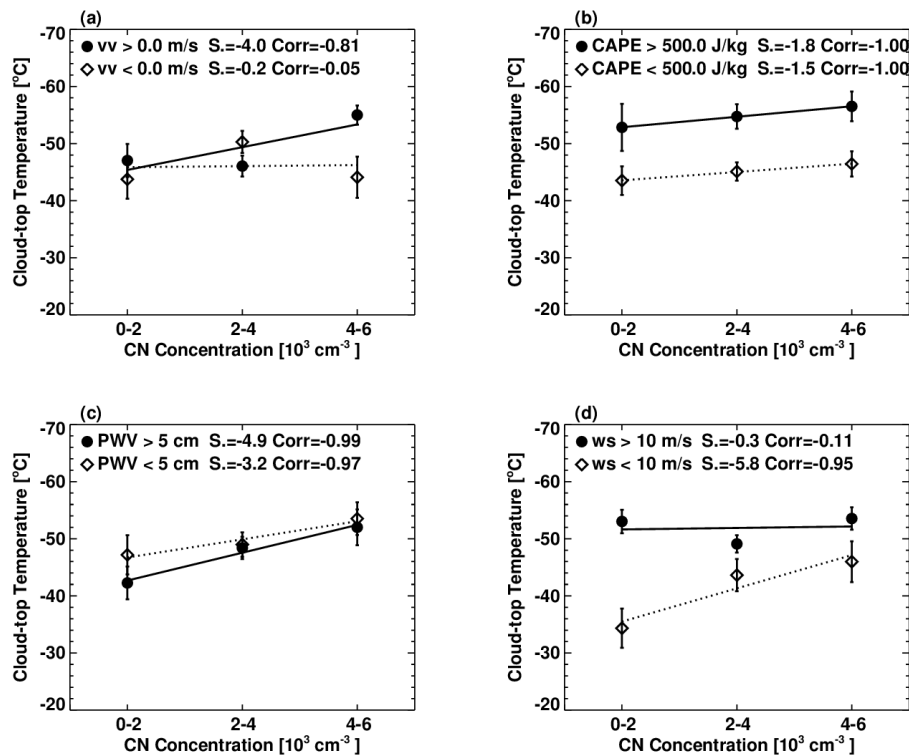 (a)
vv > 0.0 m/s S.=-4.0 Corr=-0.81
vv < 0.0 m/s S.=-0.2 Corr=-0.05
-70
-60
-50
-40
-30
-20
Cloud-top Temperature [°C]
0-2
2-4
4-6
CN Concentration [10³ cm⁻³ ]
(b)
CAPE > 500.0 J/kg S.=-1.8 Corr=-1.00
CAPE < 500.0 J/kg S.=-1.5 Corr=-1.00
-70
-60
-50
-40
-30
-20
Cloud-top Temperature [°C]
0-2
2-4
4-6
CN Concentration [10³ cm⁻³ ]
(c)
PWV > 5 cm S.=-4.9 Corr=-0.99
PWV < 5 cm S.=-3.2 Corr=-0.97
-70
-60
-50
-40
-30
-20
Cloud-top Temperature [°C]
0-2
2-4
4-6
CN Concentration [10³ cm⁻³ ]
(d)
ws > 10 m/s S.=-0.3 Corr=-0.11
ws < 10 m/s S.=-5.8 Corr=-0.95
-70
-60
-50
-40
-30
-20
Cloud-top Temperature [°C]
0-2
2-4
4-6
CN Concentration [10³ cm⁻³ ]